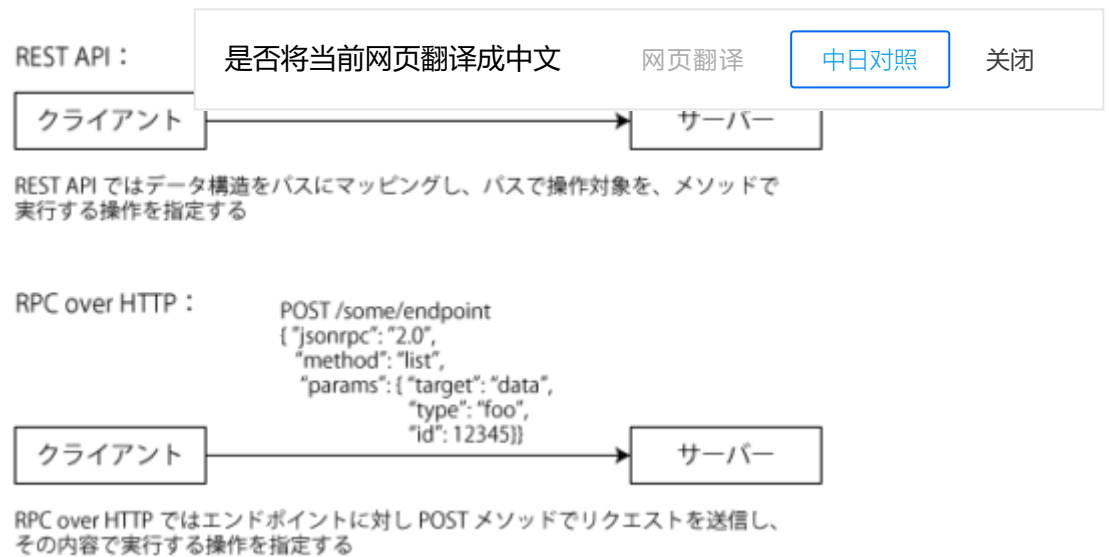 REST API：
是否将当前网页翻译成中文 网页翻译 中日对照 关闭
クライアント サーバー
REST API ではデータ構造をパスにマッピングし、パスで操作対象を、メソッドで
実行する操作を指定する
RPC over HTTP：
POST /some/endpoint
{ "jsonrpc": "2.0",
"method": "list",
"params": { "target": "data",
"type": "foo",
"id": 12345}}
クライアント サーバー
RPC over HTTP ではエンドポイントに対し POST メソッドでリクエストを送信し、
その内容で実行する操作を指定する